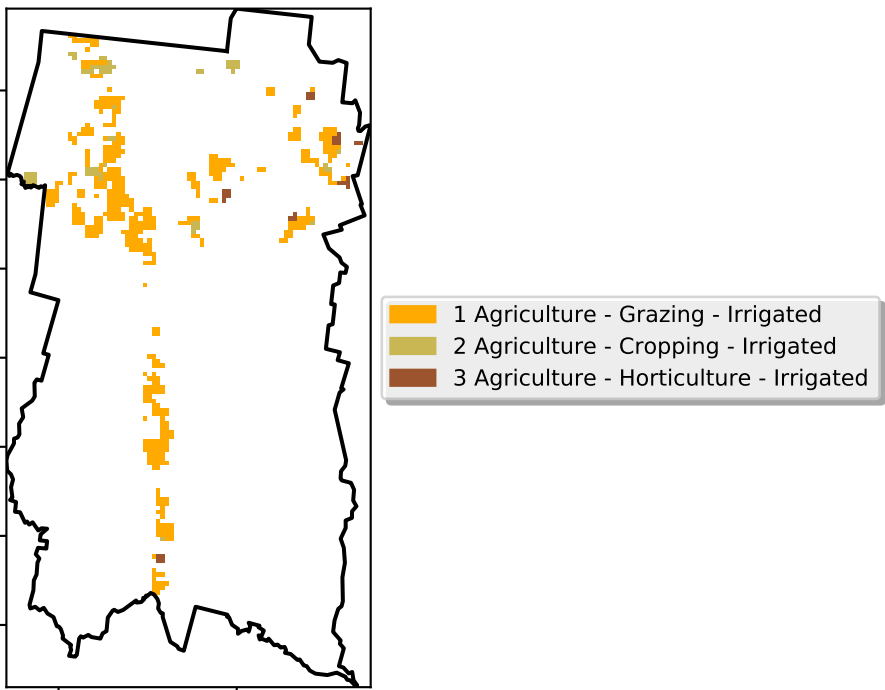 1 Agriculture - Grazing - Irrigated
2 Agriculture - Cropping - Irrigated
3 Agriculture - Horticulture - Irrigated